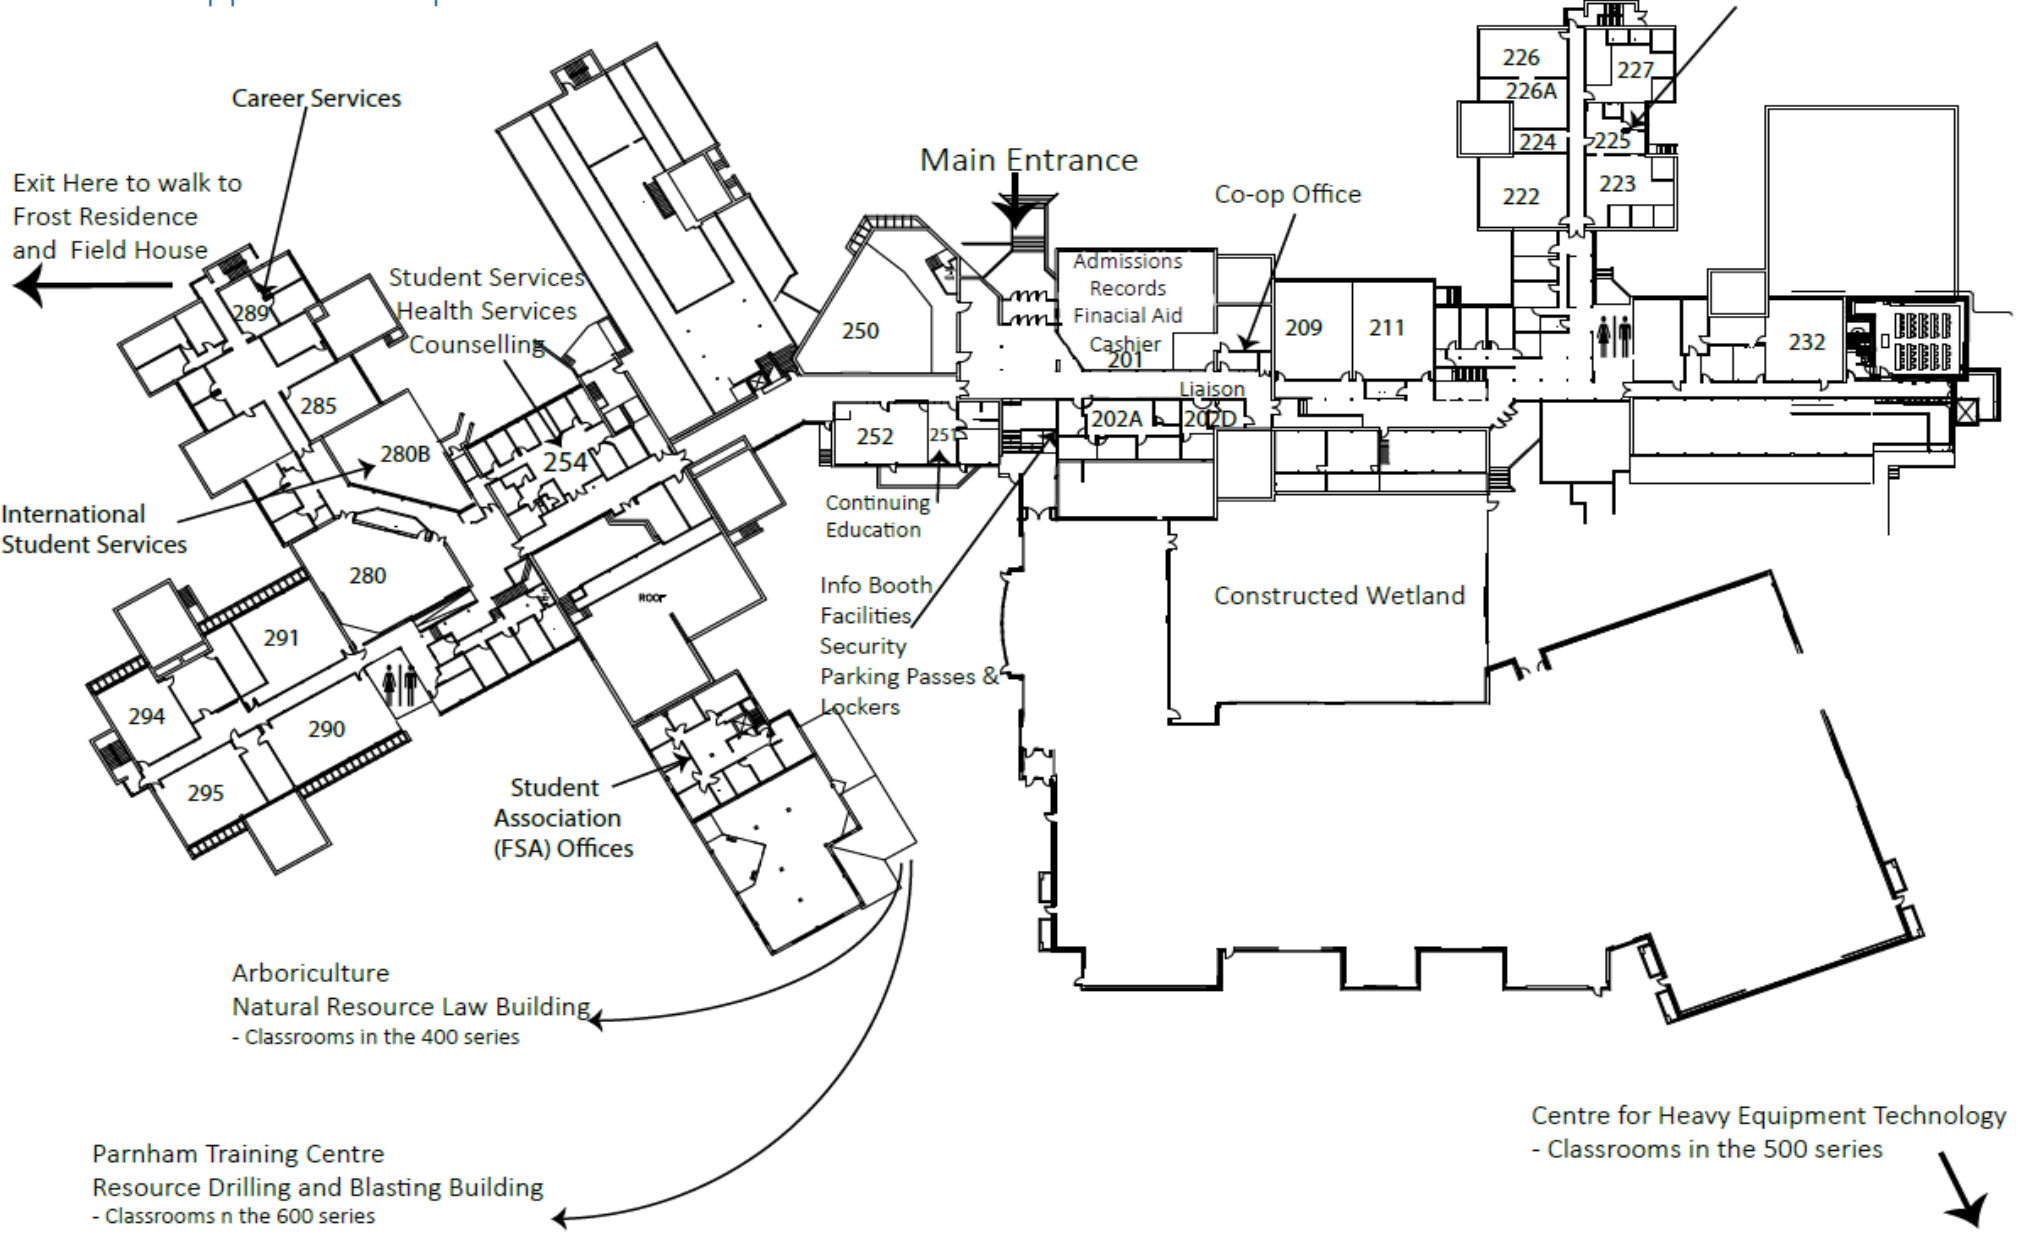 Career Services
Exit Here to walk to
Frost Residence
and Field House
289
Student Services
Health Services
Counselling
285
280B
254
International
Student Services
280
291
294
290
295
ROOF
Student
Association
(FSA) Offices
Main Entrance
250
Admissions
Records
Finacial Aid
Cashier
201
Co-op Office
209
211
Liaison
202A
202D
252
251
Continuing
Education
Info Booth
Facilities
Security
Parking Passes &
Lockers
Constructed Wetland
226
227
226A
224
225
222
223
232
Arboriculture
Natural Resource Law Building
- Classrooms in the 400 series
Parnham Training Centre
Resource Drilling and Blasting Building
- Classrooms n the 600 series
Centre for Heavy Equipment Technology
- Classrooms in the 500 series